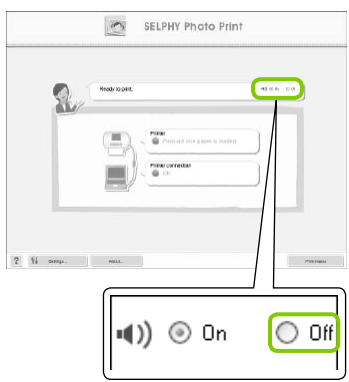 SELPHY Photo Print
Ready to print.
Printer
Postcard size paper is loaded.
Printer connection
OK
?
Settings...
About...
Print menu
On
Off